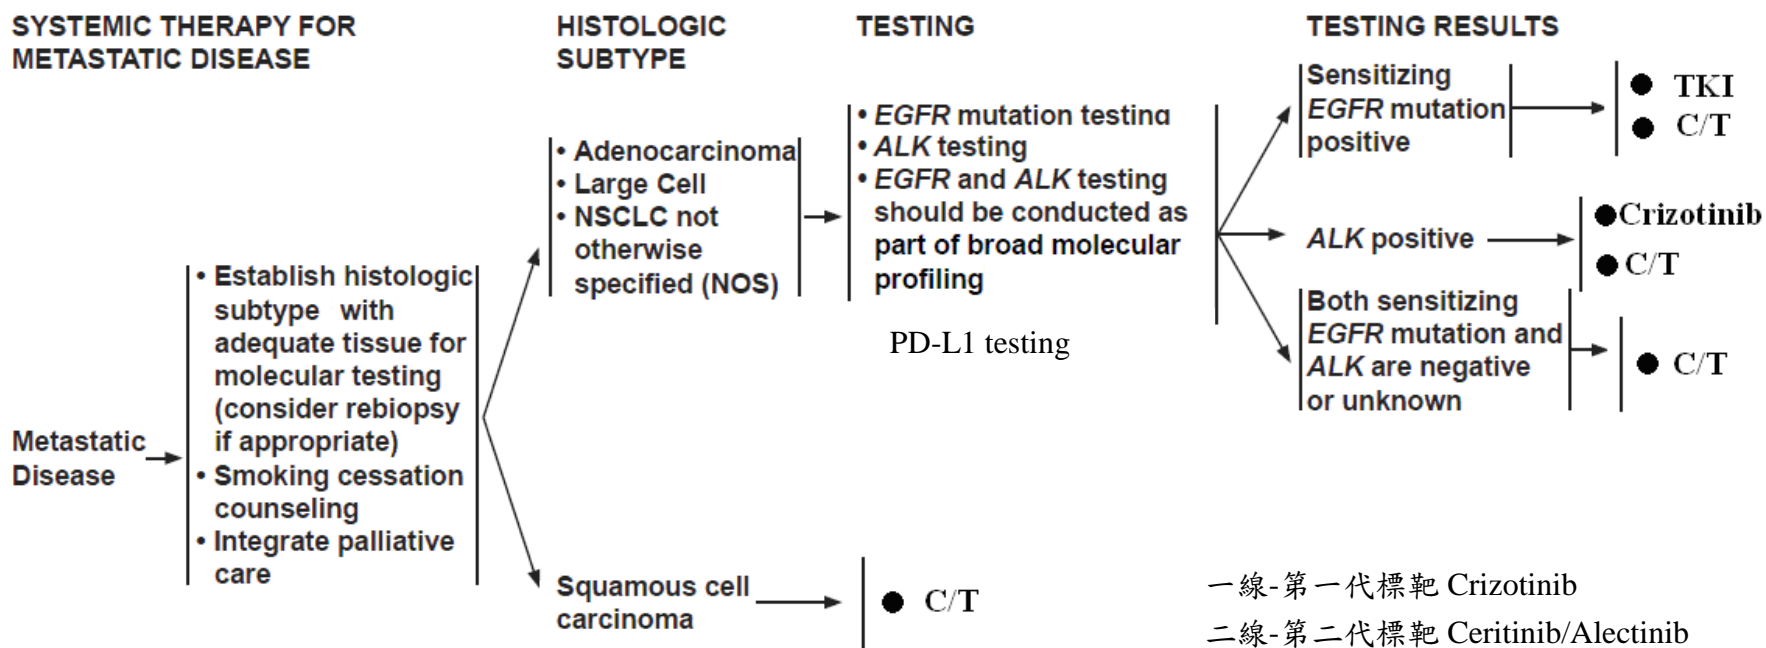 SYSTEMIC THERAPY FOR
METASTATIC DISEASE
HISTOLOGIC
SUBTYPE
TESTING
TESTING RESULTS
Metastatic
Disease
• Establish histologic
subtype with
adequate tissue for
molecular testing
(consider rebiopsy
if appropriate)
• Smoking cessation
counseling
• Integrate palliative
care
• Adenocarcinoma
• Large Cell
• NSCLC not
otherwise
specified (NOS)
• EGFR mutation testing
• ALK testing
• EGFR and ALK testing
should be conducted as
part of broad molecular
profiling
PD-L1 testing
Sensitizing
EGFR mutation
positive
● TKI
● C/T
ALK positive
●Crizotinib
●C/T
Both sensitizing
EGFR mutation and
ALK are negative
or unknown
● C/T
Squamous cell
carcinoma
● C/T
一線-第一代標靶 Crizotinib
二線-第二代標靶 Ceritinib/Alectinib